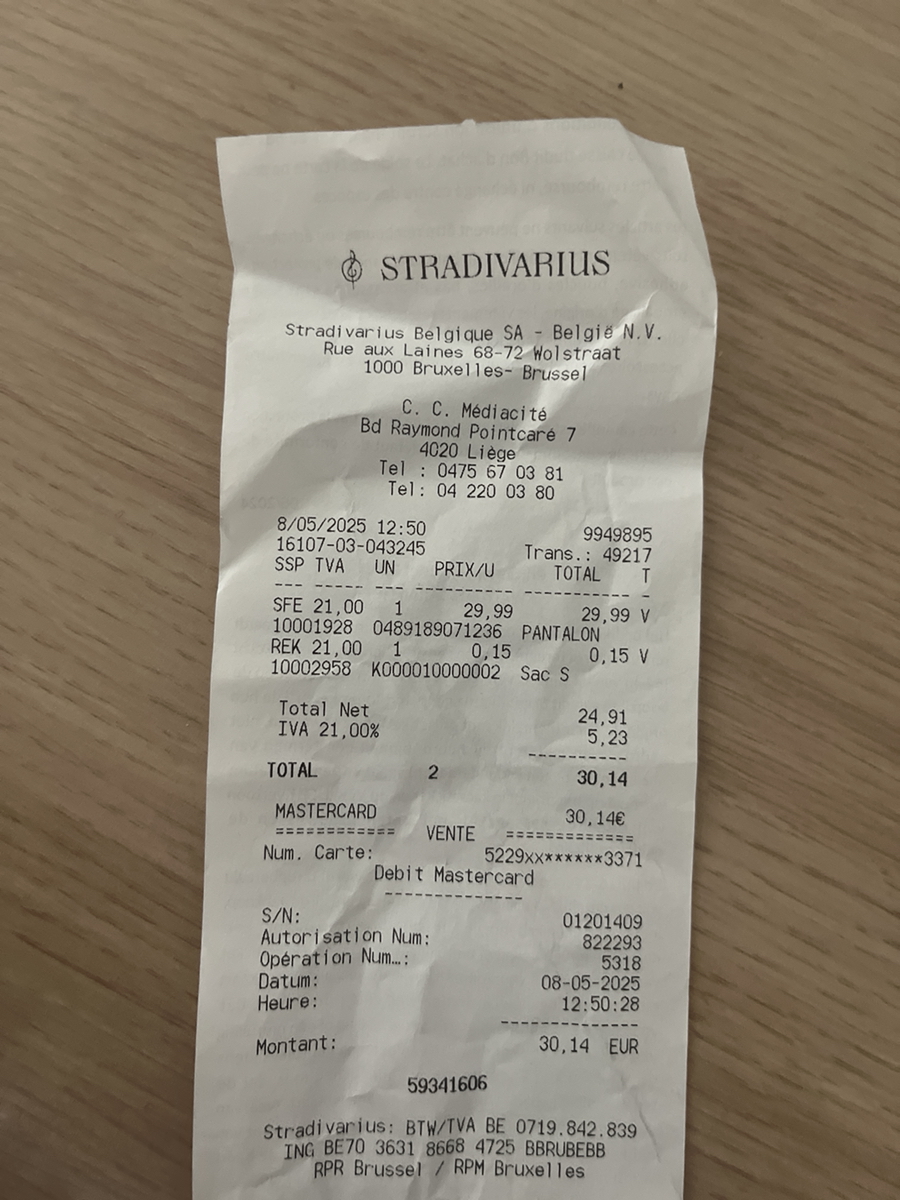 STRADIVARIUS
Stradivarius Belgique SA - België N.V.
Rue aux Laines 68-72 Wolstraat
1000 Bruxelles- Brussel
C. C. Médiacité
Bd Raymond Pointcaré 7
4020 Liège
Tel : 0475 67 03 81
Tel: 04 220 03 80
8/05/2025 12:50 9949895
16107-03-043245 Trans.: 49217
SSP TVA UN PRIX/U TOTAL T
--- ----- --- ---------- ----------- -
SFE 21,00 1 29,99 29,99 V
10001928 0489189071236 PANTALON
REK 21,00 1 0,15 0,15 V
10002958 K000010000002 Sac S
Total Net 24,91
IVA 21,00% 5,23
----------
TOTAL 2 30,14
MASTERCARD 30,14€
============ VENTE =============
Num. Carte: 5229xx******3371
Debit Mastercard
--------------
S/N: 01201409
Autorisation Num: 822293
Opération Num…: 5318
Datum: 08-05-2025
Heure: 12:50:28
--------------
Montant: 30,14 EUR
59341606
Stradivarius: BTW/TVA BE 0719.842.839
ING BE70 3631 8668 4725 BBRUBEBB
RPR Brussel / RPM Bruxelles